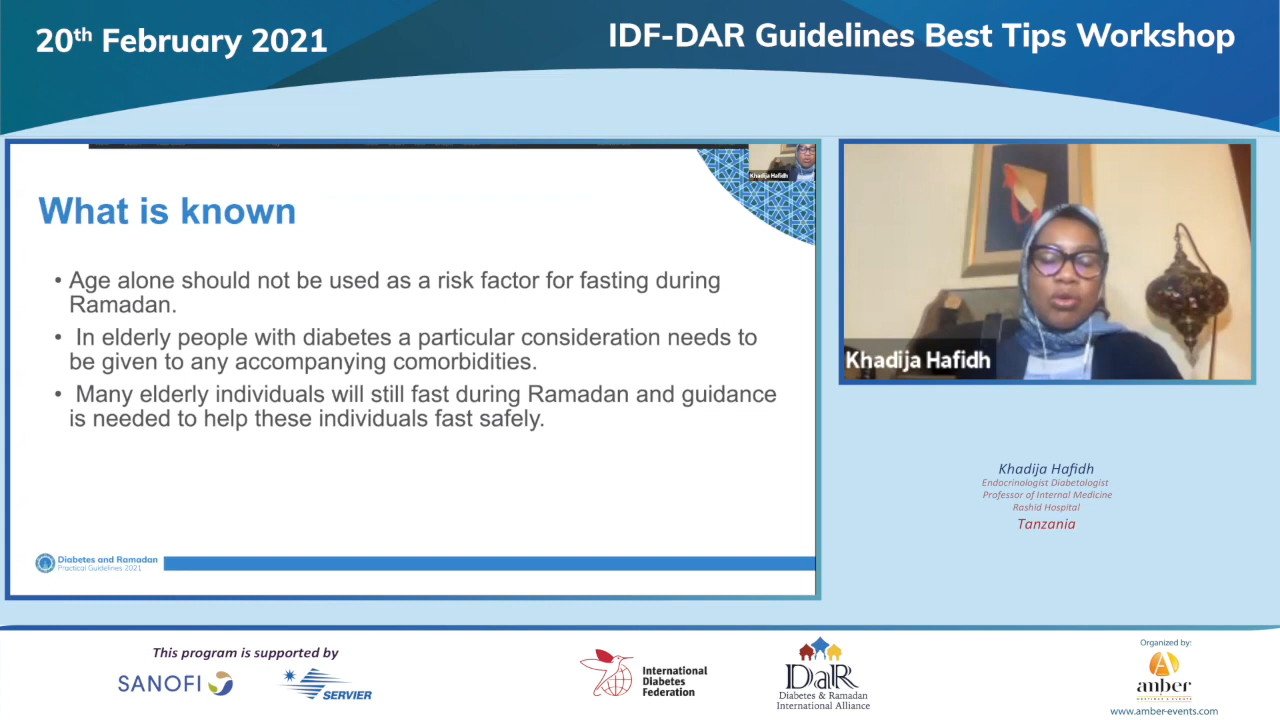 20th February 2021
IDF-DAR Guidelines Best Tips Workshop
Khadija Hafidh
What is known
• Age alone should not be used as a risk factor for fasting during
Ramadan.
• In elderly people with diabetes a particular consideration needs to
be given to any accompanying comorbidities.
• Many elderly individuals will still fast during Ramadan and guidance
is needed to help these individuals fast safely.
Diabetes and Ramadan
Practical Guidelines 2021
Khadija Hafidh
Khadija Hafidh
Endocrinologist Diabetologist
Professor of Internal Medicine
Rashid Hospital
Tanzania
This program is supported by
SANOFI
SERVIER
International
Diabetes
Federation
DaR
Diabetes & Ramadan
International Alliance
Organized by:
anber
www.amber-events.com